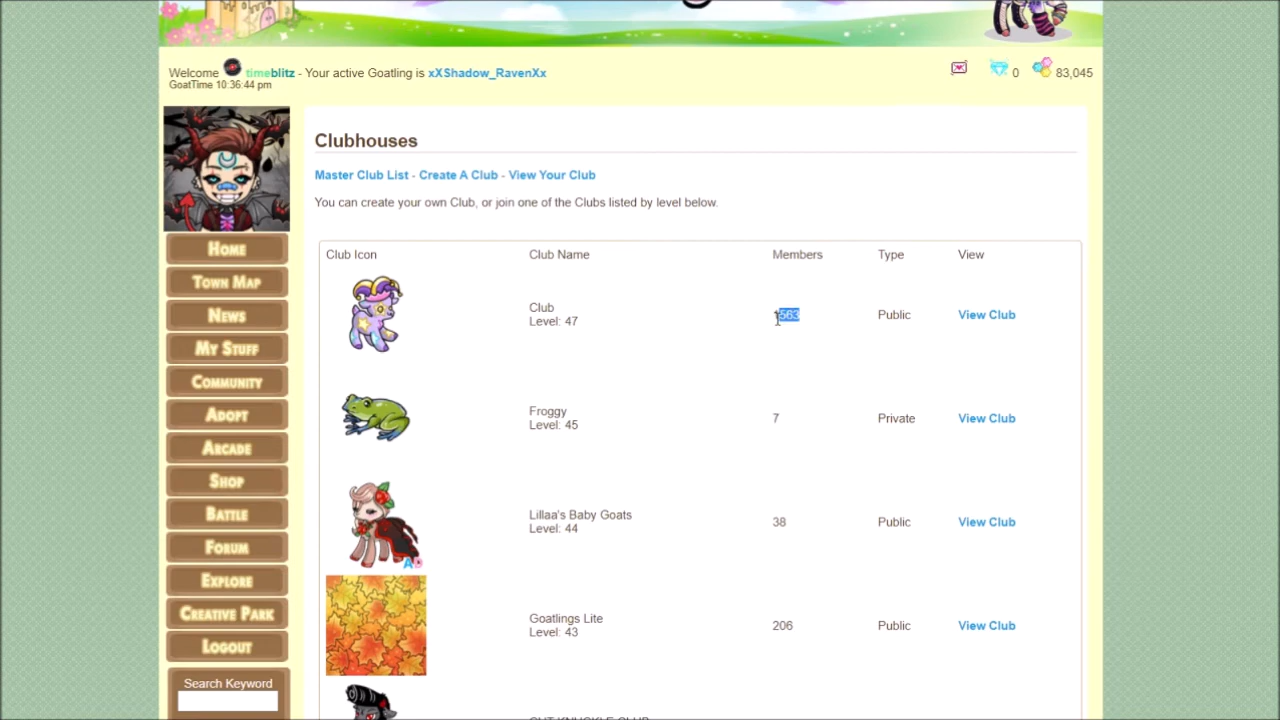 Welcome timeblitz - Your active Goatling is xXShadow_RavenXx
0
83,045
GoatTime 10:36:44 pm
Home
Town Map
News
My Stuff
Community
Adopt
Arcade
Shop
Battle
Forum
Explore
Creative Park
Logout
Search Keyword
Clubhouses
Master Club List - Create A Club - View Your Club
You can create your own Club, or join one of the Clubs listed by level below.
Club Icon Club Name Members Type View
Club
Level: 47
Public View Club
Froggy
Level: 45
7 Private View Club
Lillaa's Baby Goats
Level: 44
38 Public View Club
AD
Goatlings Lite
Level: 43
206 Public View Club